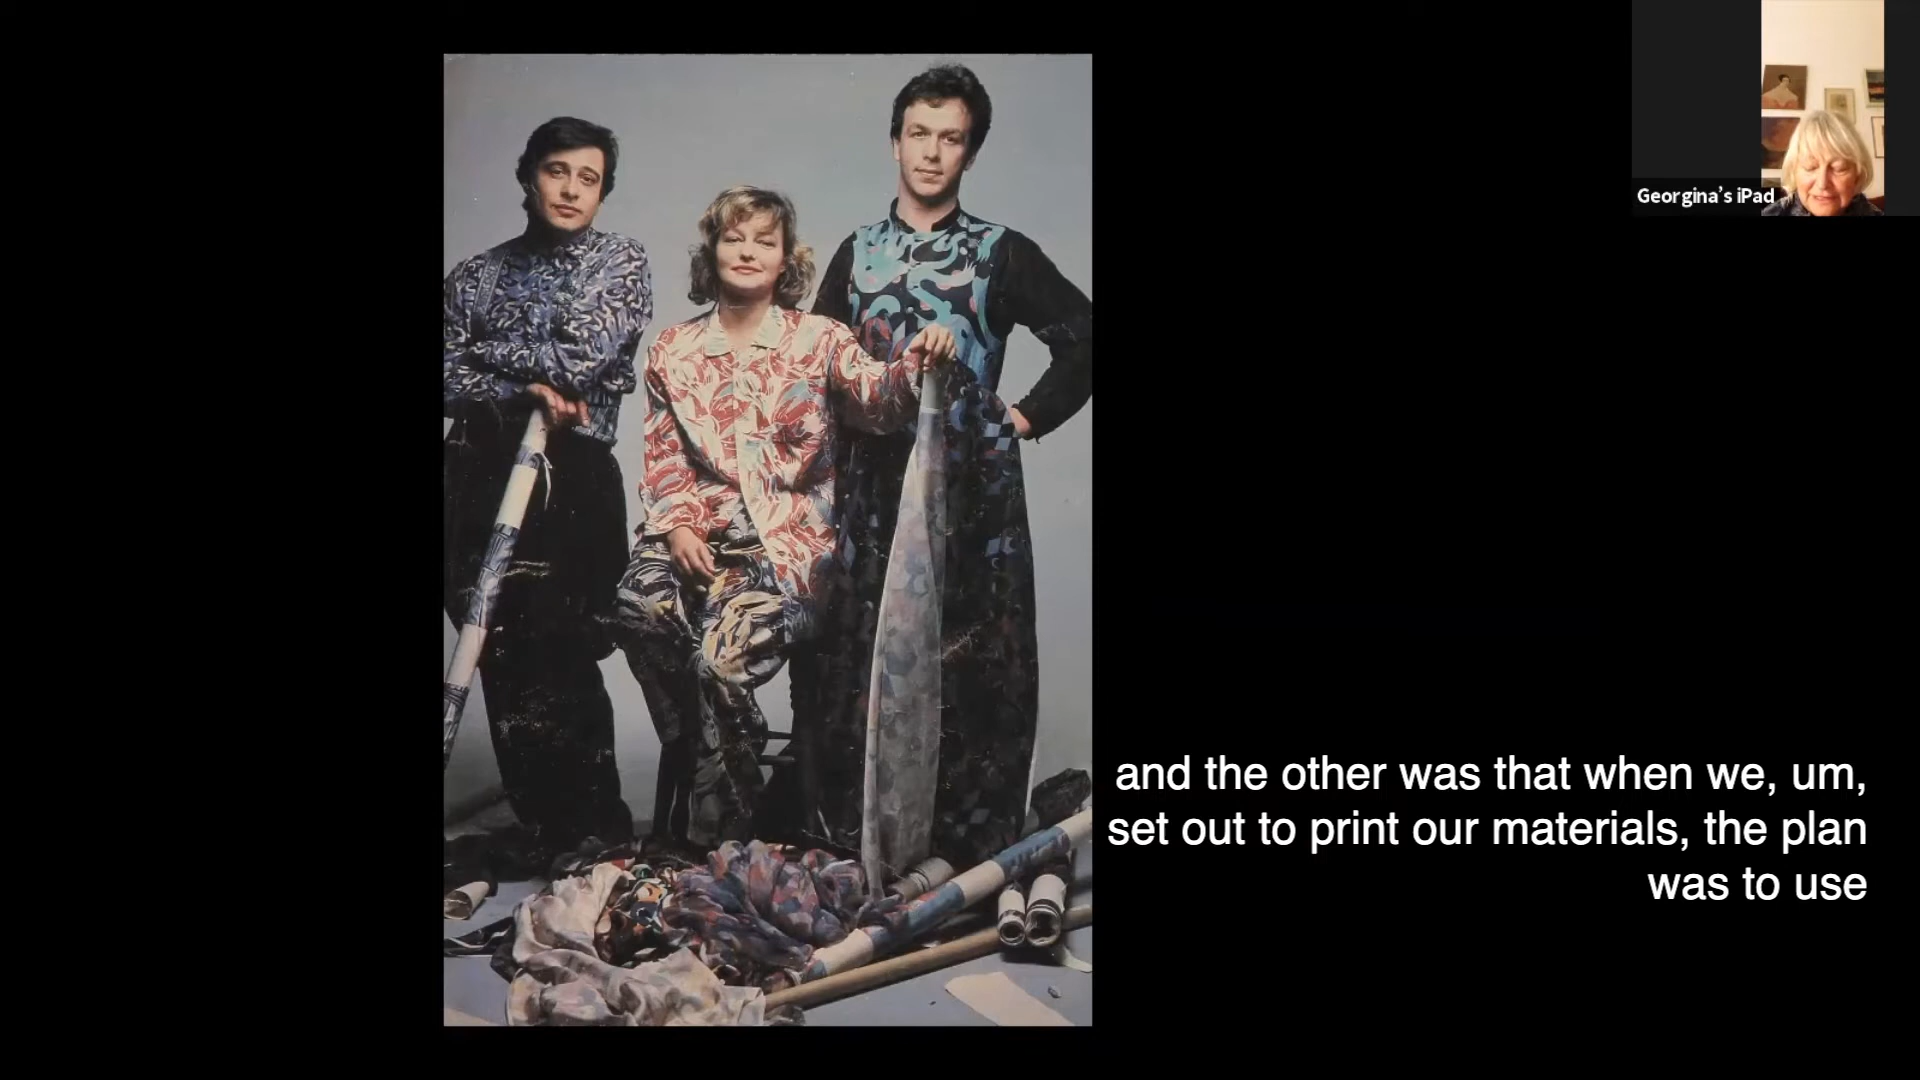 Georgina's iPad
and the other was that when we, um,
set out to print our materials, the plan
was to use